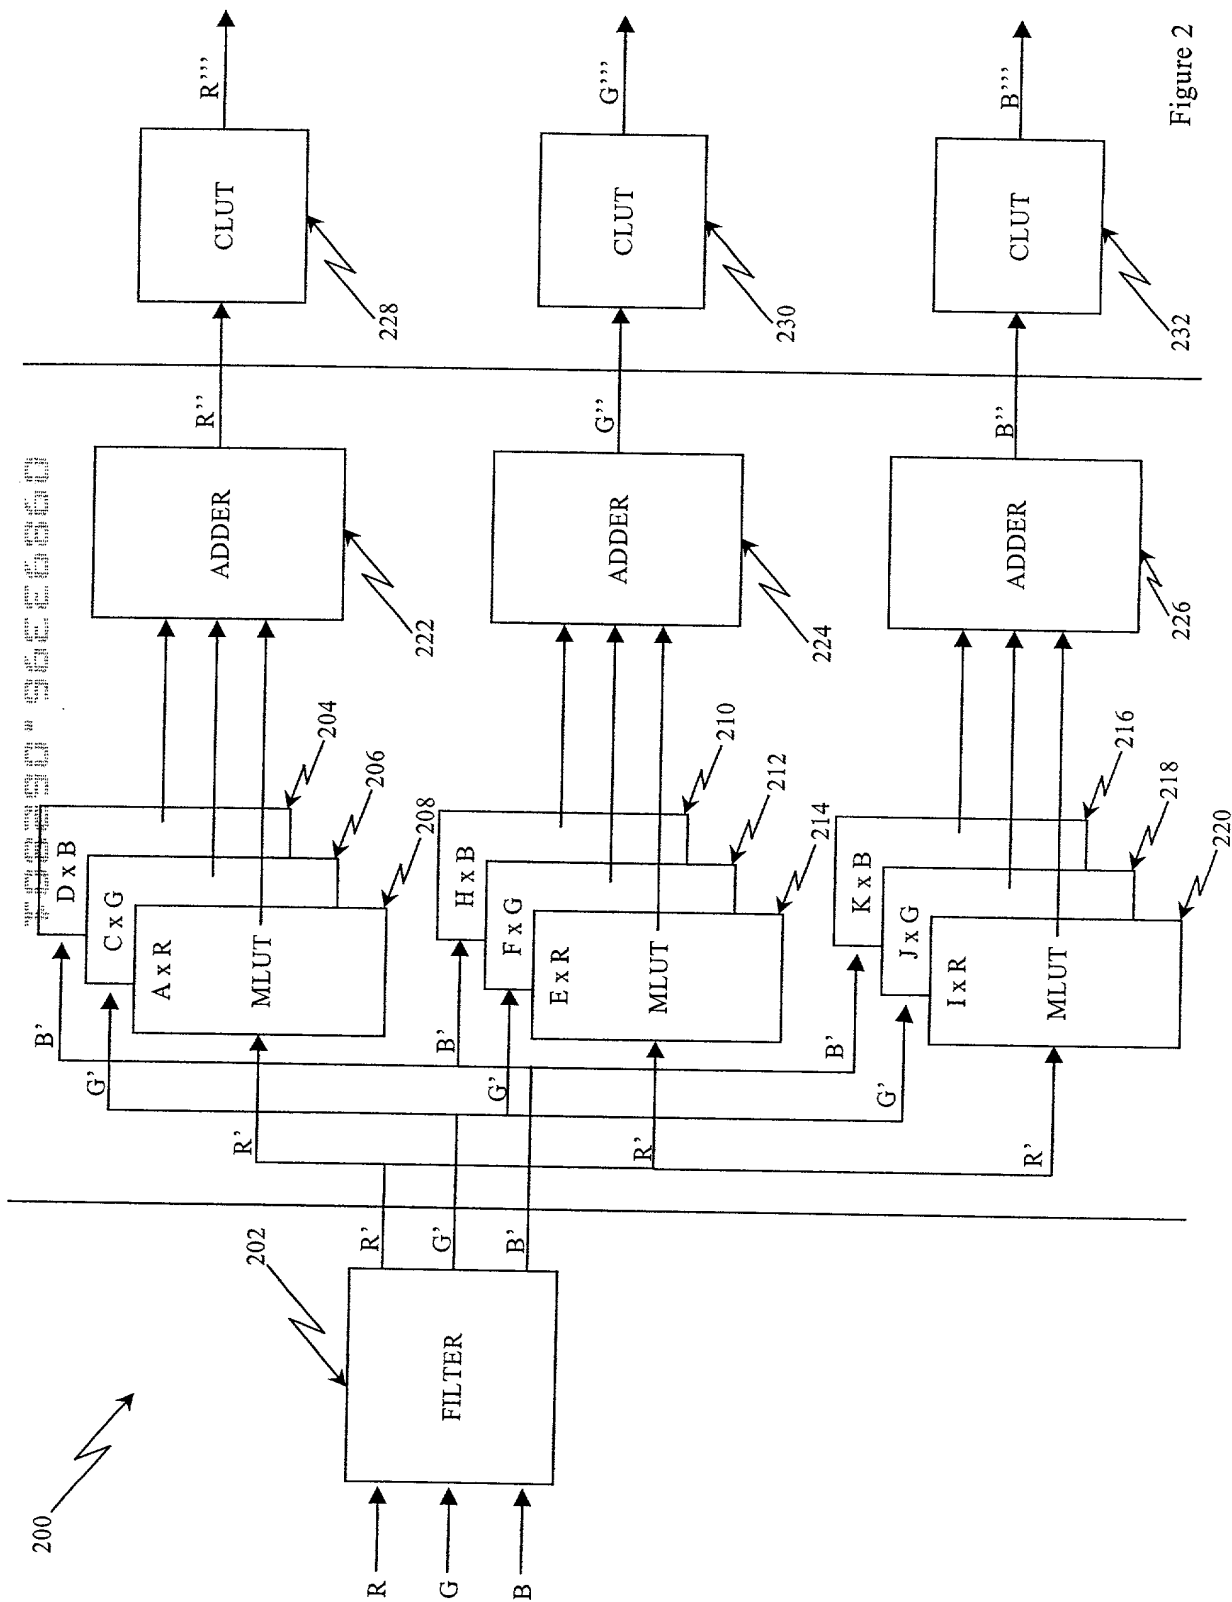 200
R
G
B
FILTER
202
R'
G'
B'
B'
G'
R'
D x B
C x G
A x R
MLUT
204
206
208
B'
G'
R'
H x B
F x G
E x R
MLUT
210
212
214
B'
G'
R'
K x B
J x G
I x R
MLUT
216
218
220
ADDER
222
R''
ADDER
224
G''
ADDER
226
B''
CLUT
228
R'''
CLUT
230
G'''
CLUT
232
B'''
Figure 2